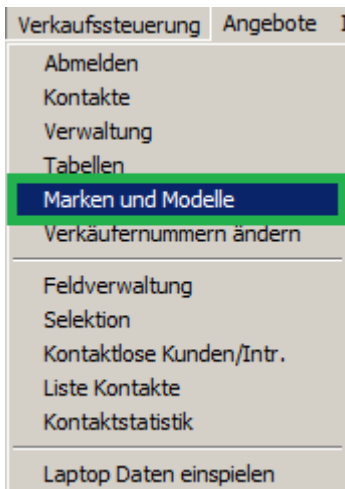 Verkaufssteuerung Angebote
Abmelden
Kontakte
Verwaltung
Tabellen
Marken und Modelle
Verkäufernummern ändern
Feldverwaltung
Selektion
Kontaktlose Kunden/Intr.
Liste Kontakte
Kontaktstatistik
Laptop Daten einspielen